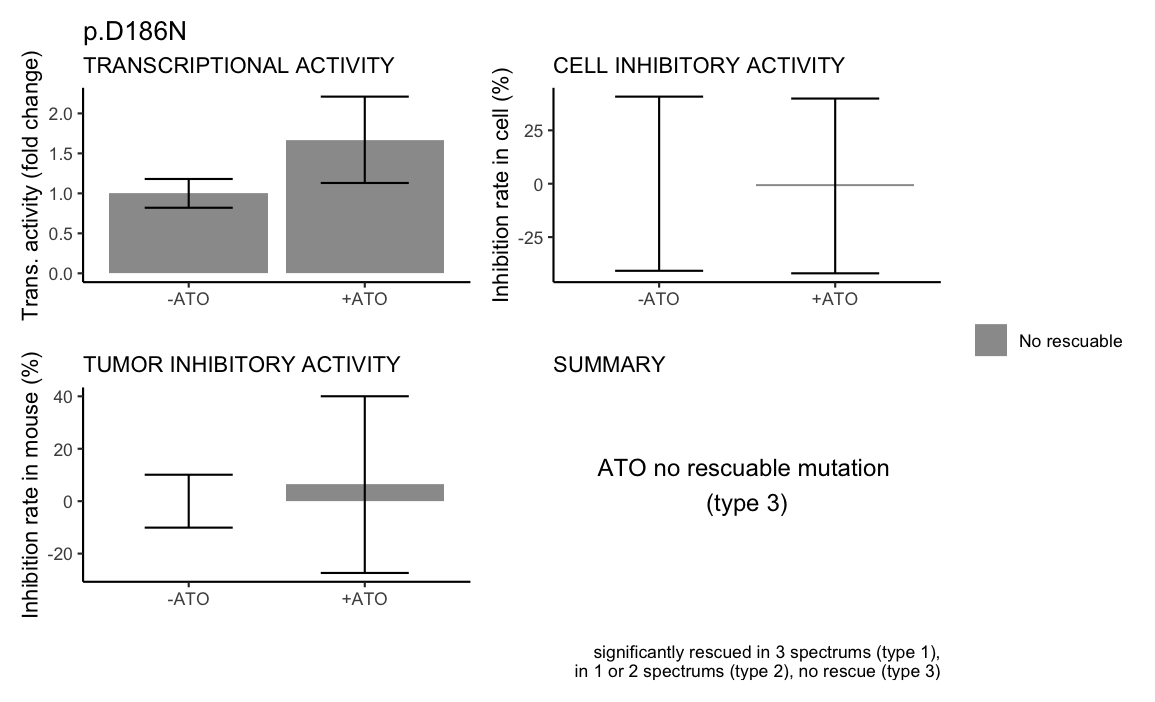 p.D186N
TRANSCRIPTIONAL ACTIVITY
Trans. activity (fold change)
2.0
1.5
1.0
0.5
0.0
-ATO
+ATO
CELL INHIBITORY ACTIVITY
Inhibition rate in cell (%)
25
0
-25
-ATO
+ATO
No rescuable
TUMOR INHIBITORY ACTIVITY
Inhibition rate in mouse (%)
40
20
0
-20
-ATO
+ATO
SUMMARY
ATO no rescuable mutation
(type 3)
significantly rescued in 3 spectrums (type 1),
in 1 or 2 spectrums (type 2), no rescue (type 3)